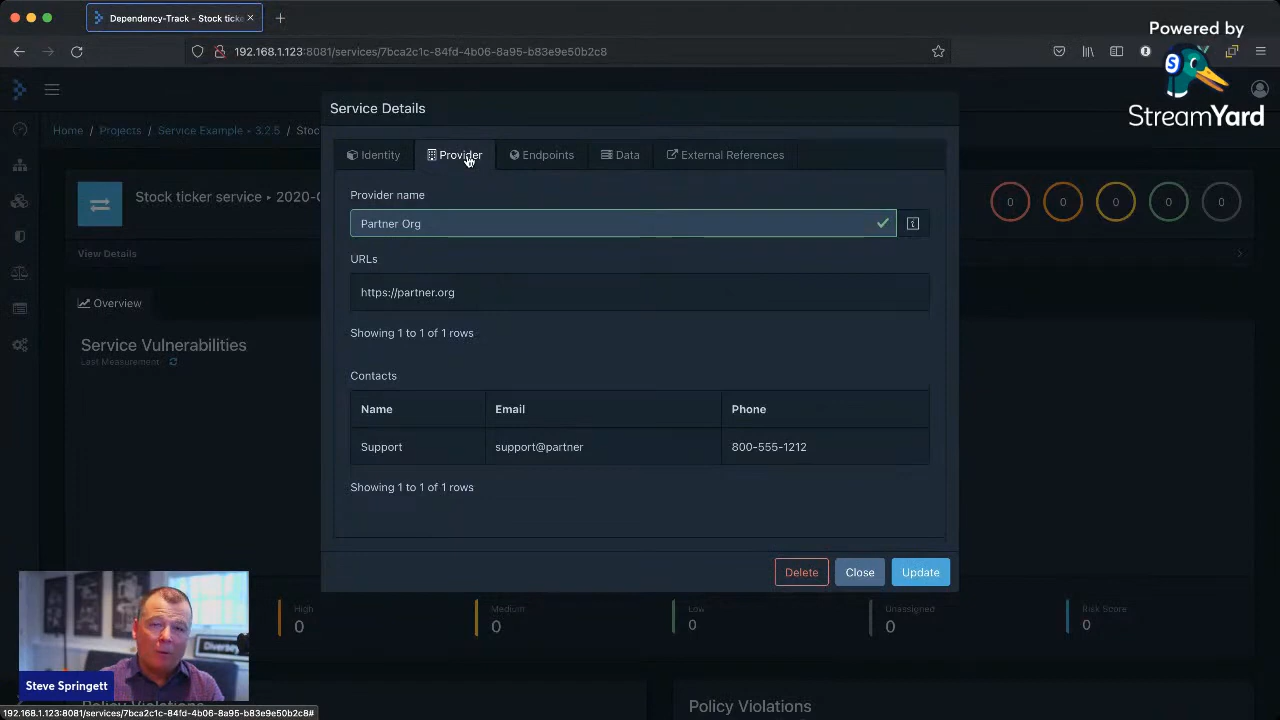 Dependency-Track - Stock ticke
192.168.1.123:8081/services/7bca2c1c-84fd-4b06-8a95-b83e9e50b2c8
Powered by
S
StreamYard
Home / Projects / Service Example • 3.2.5 / Stoc
Service Details
Identity
Provider
Endpoints
Data
External References
Stock ticker service ▸ 2020-0
0
0
0
0
0
View Details
Provider name
Partner Org
URLs
https://partner.org
Showing 1 to 1 of 1 rows
Overview
Service Vulnerabilities
Last Measurement:
Contacts
Name Email Phone
Support support@partner 800-555-1212
Showing 1 to 1 of 1 rows
Delete
Close
Update
High
0
Medium
0
Low
0
Unassigned
0
Risk Score
0
Diversey
Steve Springett
Policy Violations
Policy Violations
192.168.1.123:8081/services/7bca2c1c-84fd-4b06-8a95-b83e9e50b2c8#